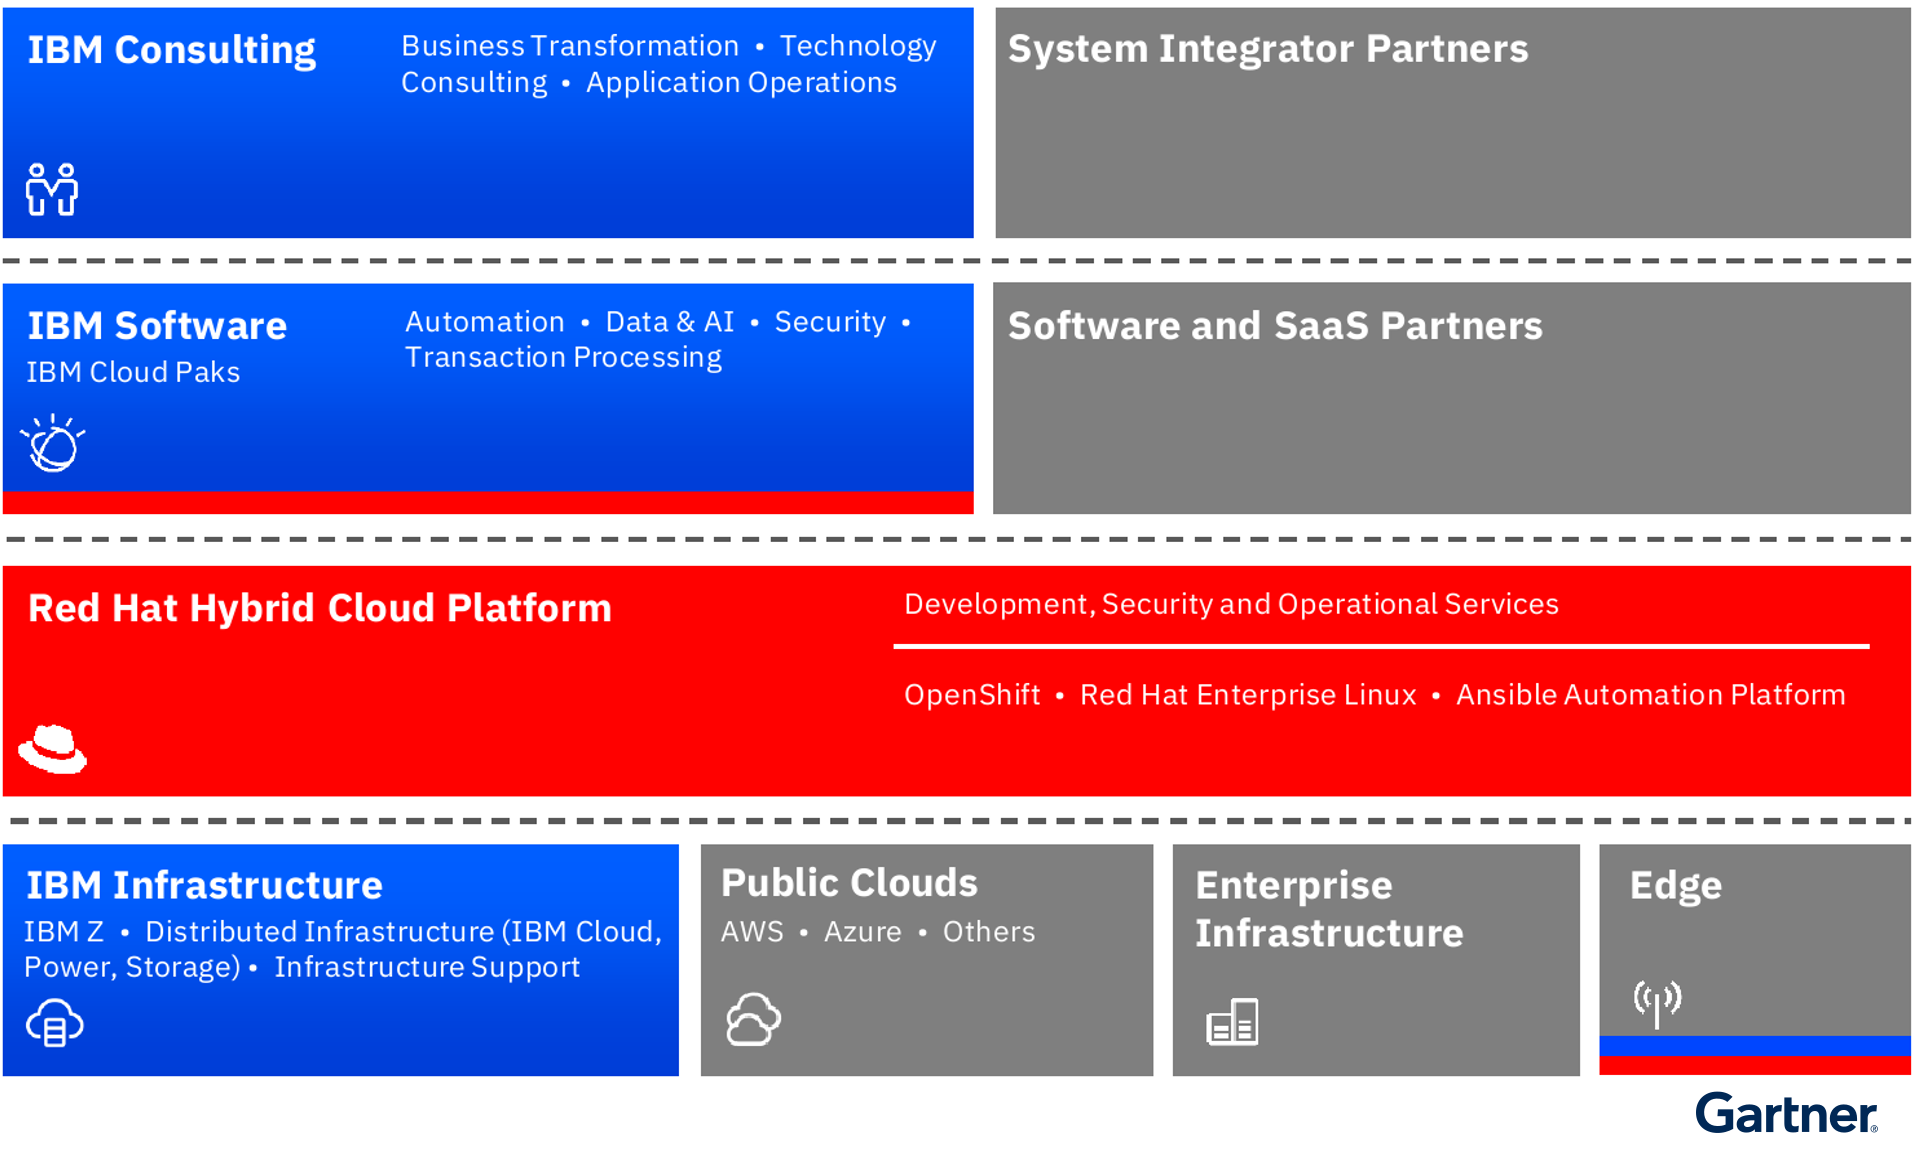 IBM Consulting
Business Transformation • Technology
Consulting • Application Operations
System Integrator Partners
IBM Software
IBM Cloud Paks
Automation • Data & AI • Security •
Transaction Processing
Software and SaaS Partners
Red Hat Hybrid Cloud Platform
Development, Security and Operational Services
OpenShift • Red Hat Enterprise Linux • Ansible Automation Platform
IBM Infrastructure
IBM Z • Distributed Infrastructure (IBM Cloud,
Power, Storage) • Infrastructure Support
Public Clouds
AWS • Azure • Others
Enterprise
Infrastructure
Edge
Gartner®